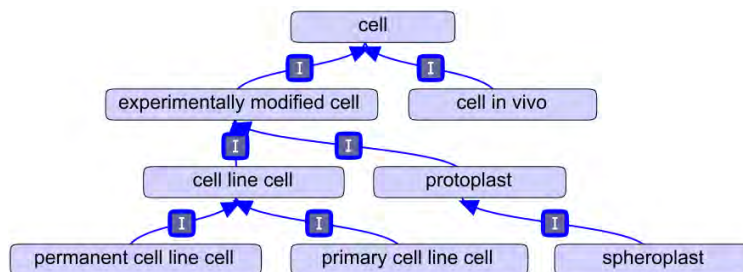 cell
I
I
experimentally modified cell
cell in vivo
I
I
cell line cell
protoplast
I
I
I
permanent cell line cell
primary cell line cell
spheroplast